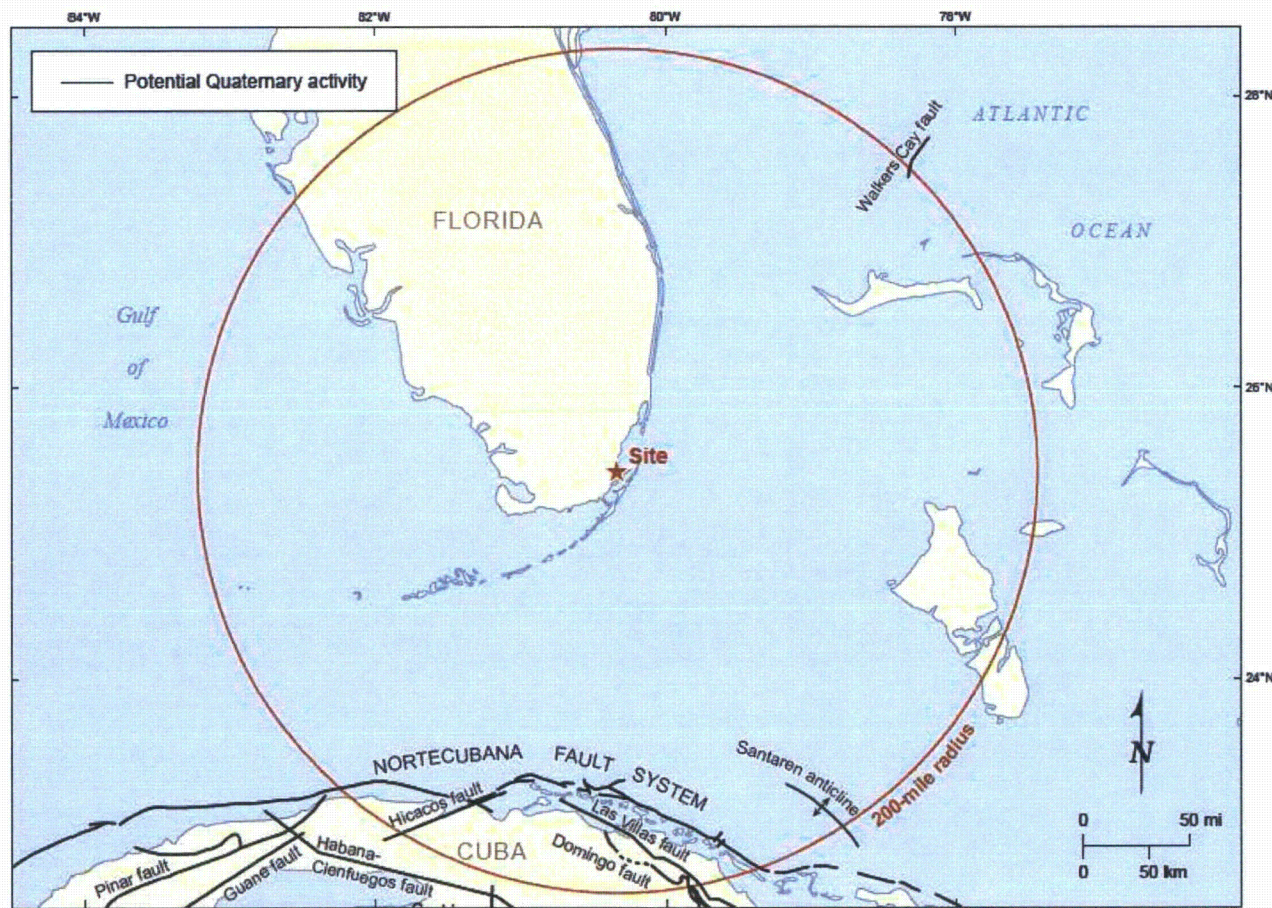 84°W 82°W 80°W 78°W
Potential Quaternary activity
28°N
ATLANTIC
Walkers Cay fault
FLORIDA
OCEAN
Gulf
of
Mexico
26°N
Site
24°N
N
NORTECUBANA FAULT SYSTEM
Santaren anticline
200-mile radius
0 50 mi
0 50 km
Hicacos fault
Las Villas fault
CUBA
Domingo fault
Pinar fault
Guane fault
Habana-
Cienfuegos fault